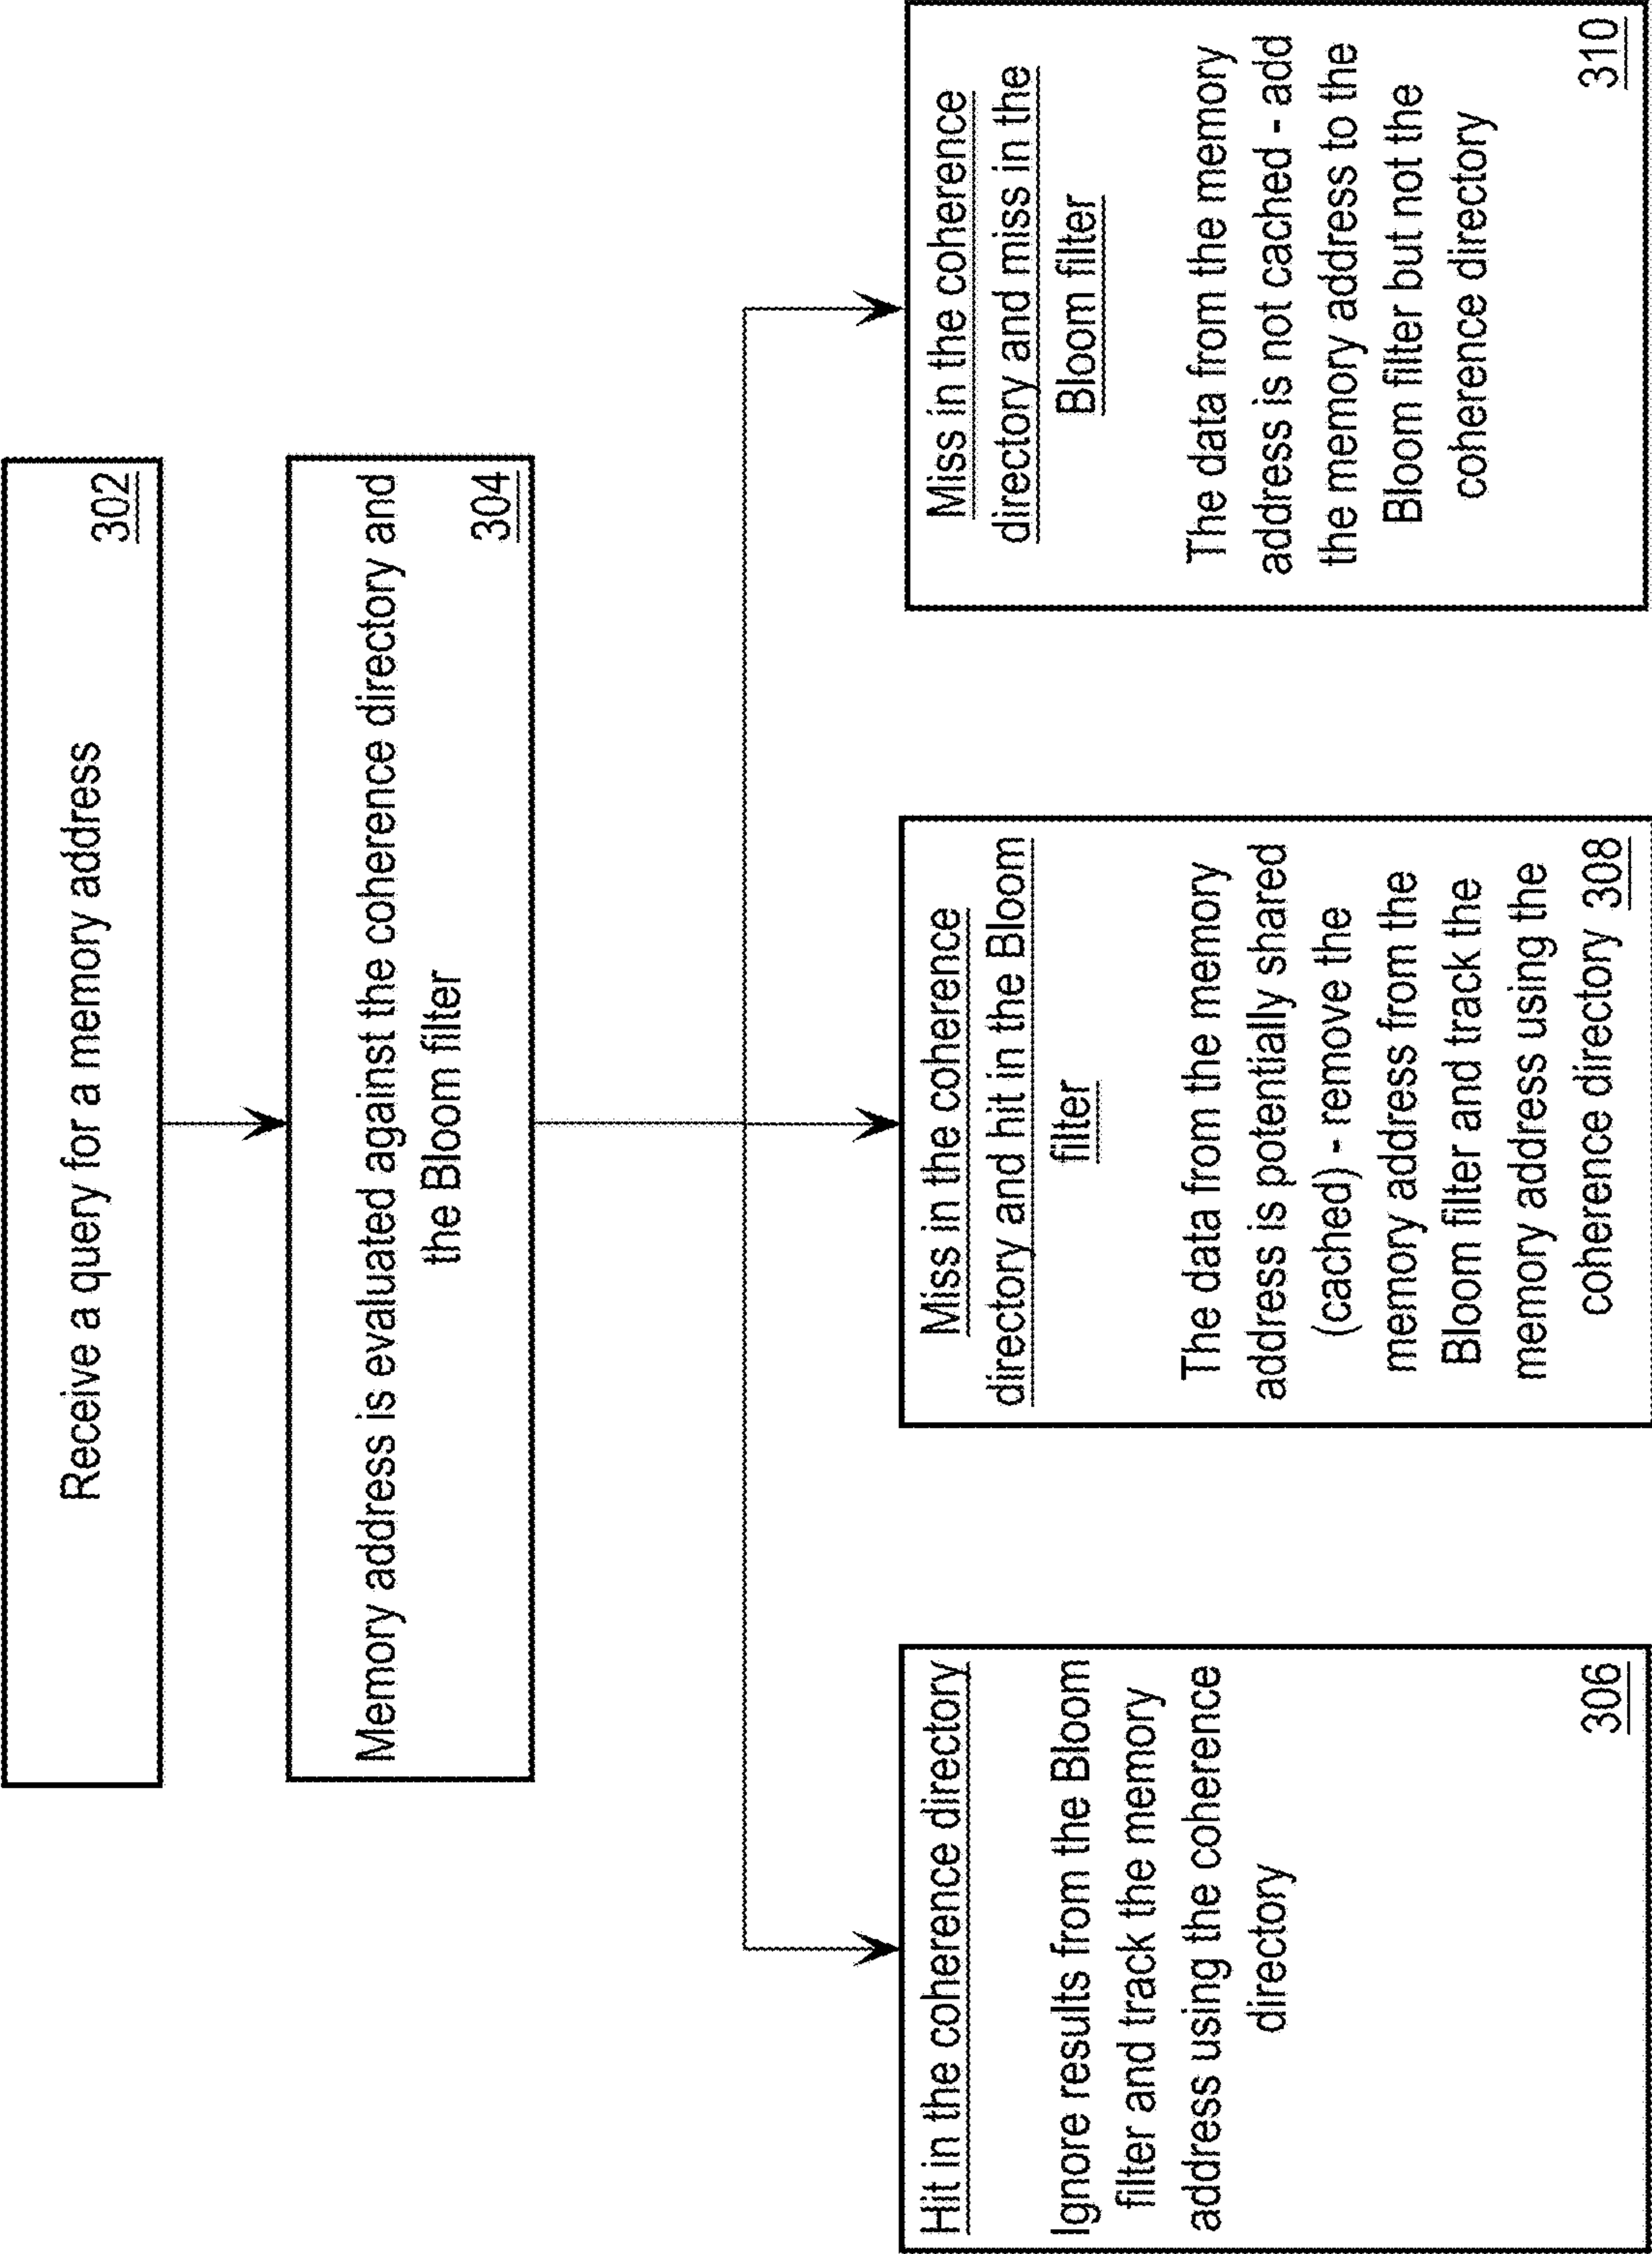 Receive a query for a memory address
302
Memory address is evaluated against the coherence directory and
the Bloom filter
304
Hit in the coherence directory
Ignore results from the Bloom
filter and track the memory
address using the coherence
directory
306
Miss in the coherence
directory and hit in the Bloom
filter
The data from the memory
address is potentially shared
(cached) - remove the
memory address from the
Bloom filter and track the
memory address using the
coherence directory 308
Miss in the coherence
directory and miss in the
Bloom filter
The data from the memory
address is not cached - add
the memory address to the
Bloom filter but not the
coherence directory
310